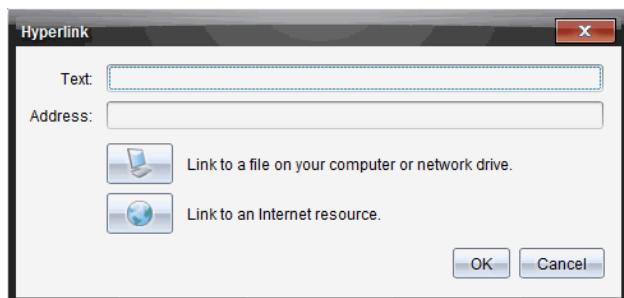 Hyperlink
Text:
Address:
Link to a file on your computer or network drive.
Link to an Internet resource.
OK Cancel